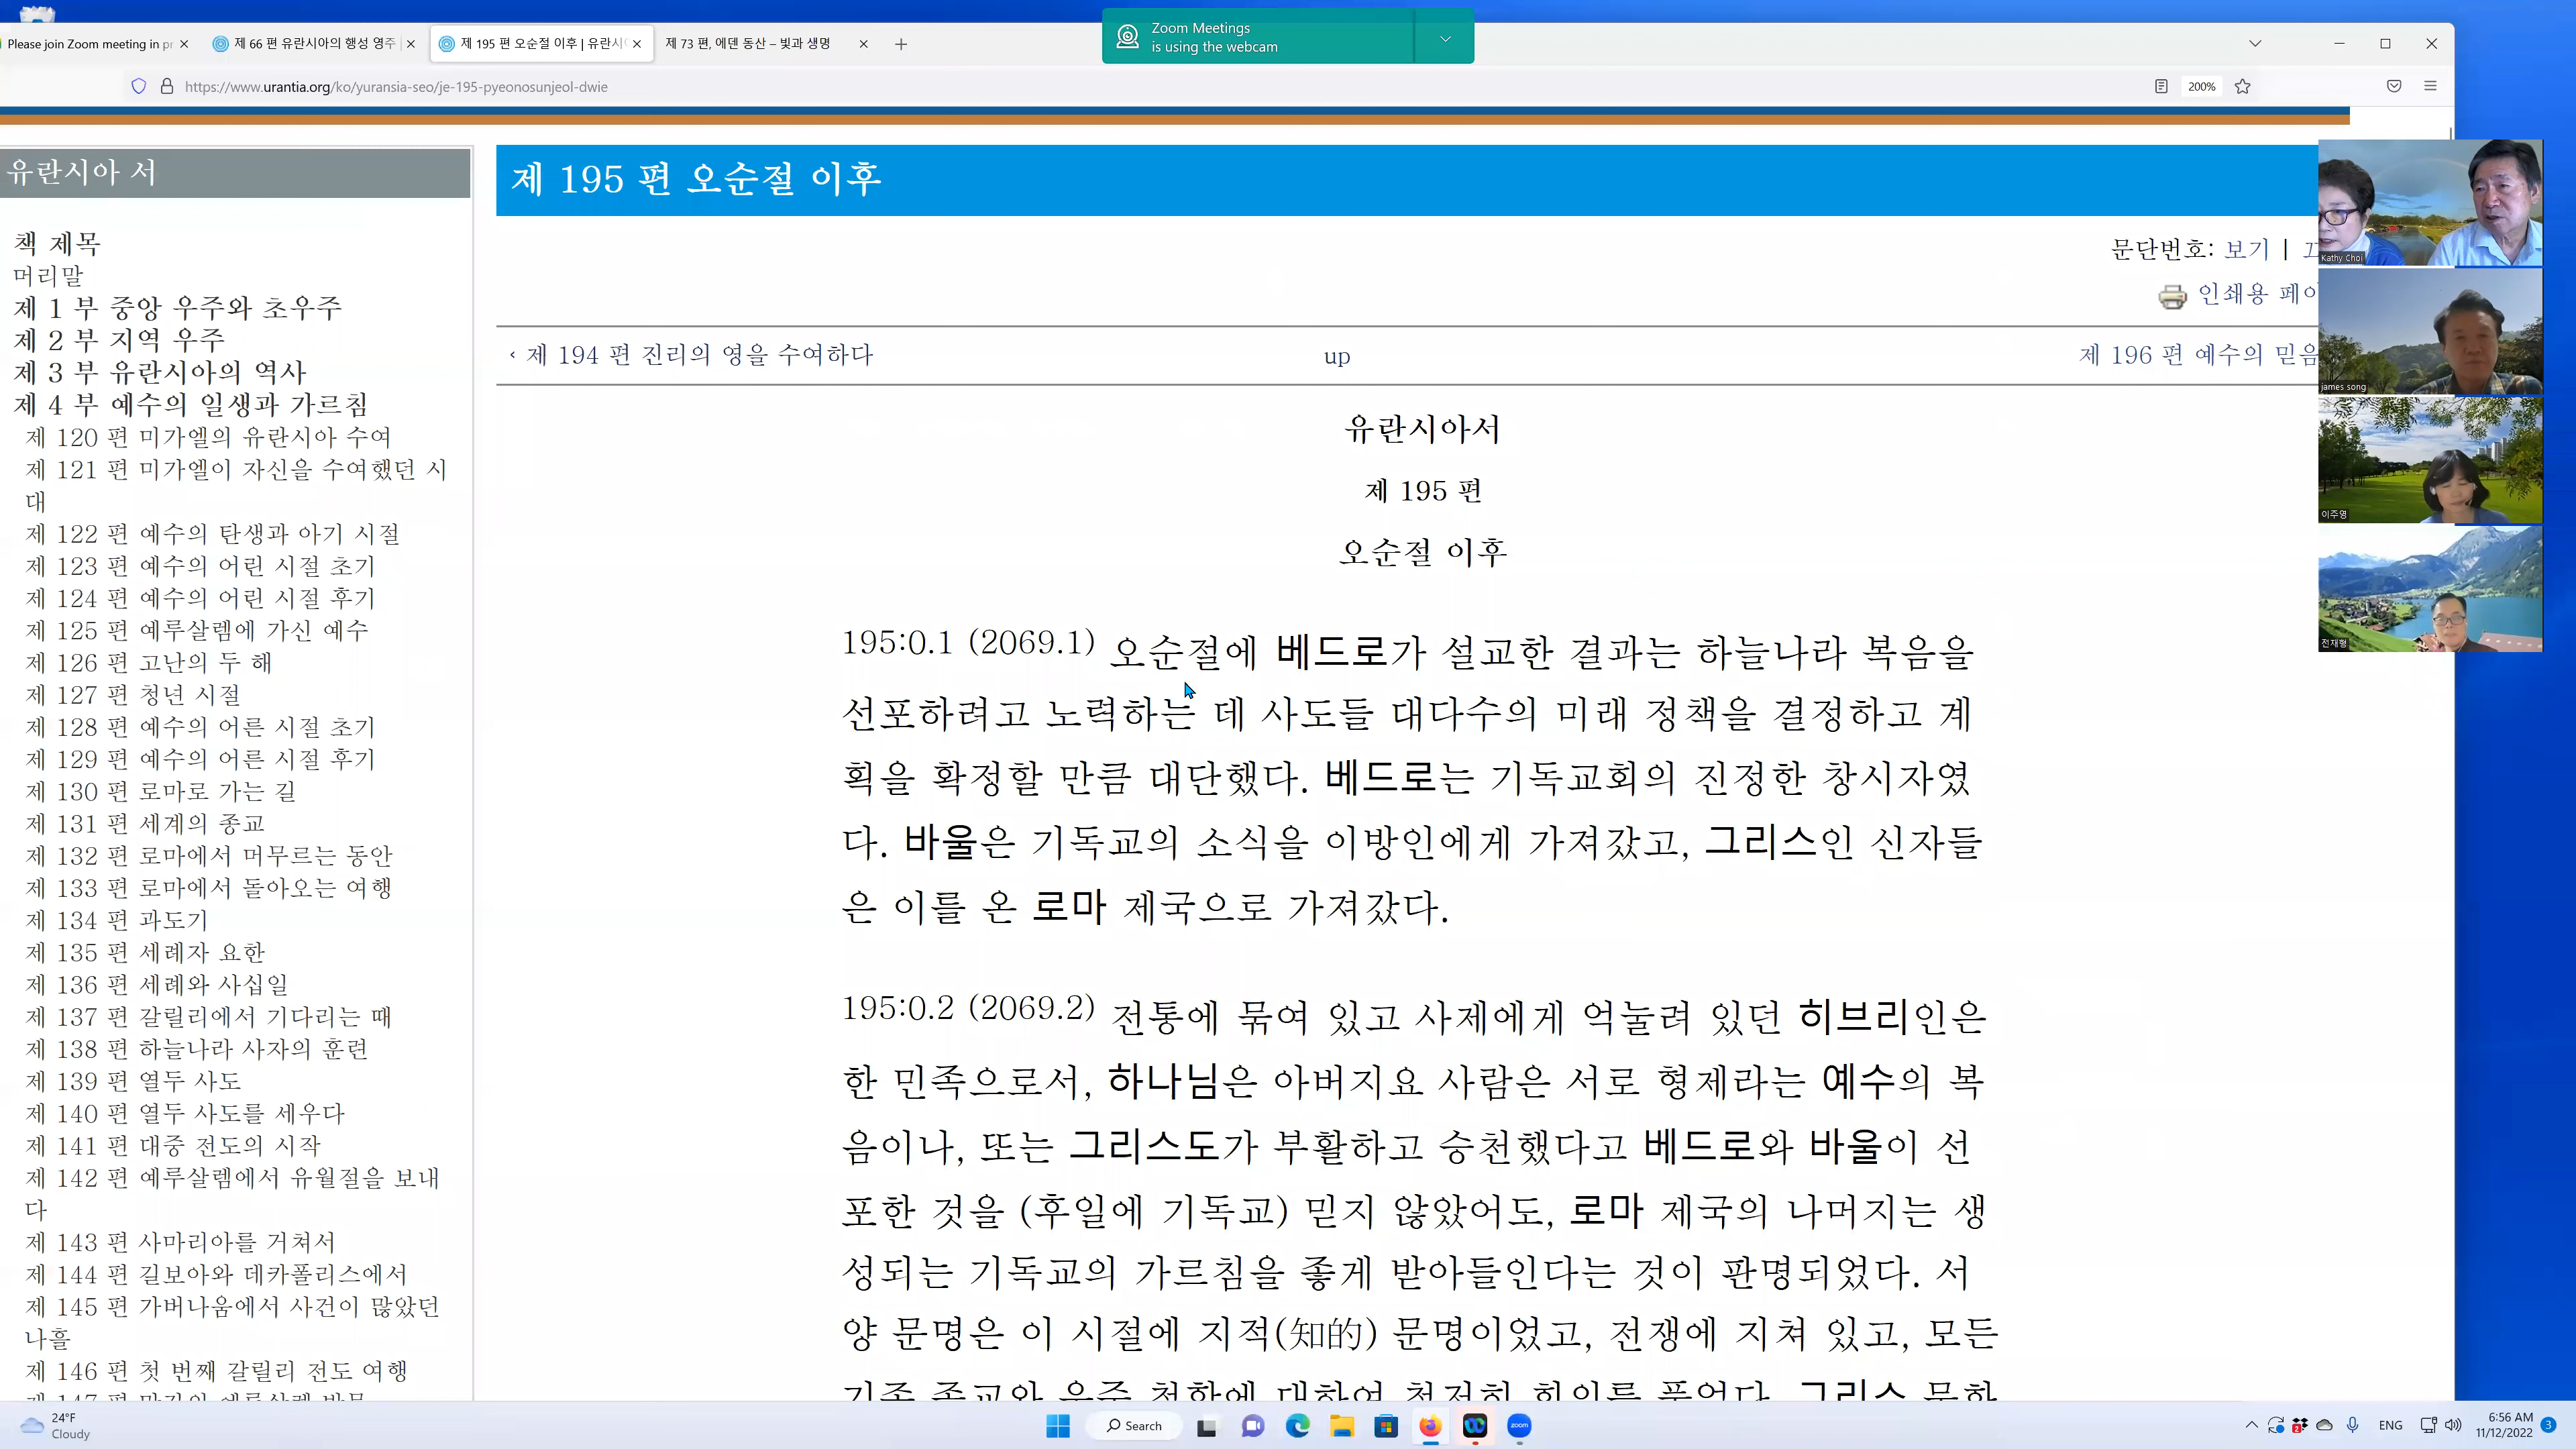 Zoom Meetings
is using the webcam
Please join Zoom meeting in pr
제 66 편 유란시아의 행성 영주 |
제 195 편 오순절 이후 | 유란시아
제 73 편, 에덴 동산 – 빛과 생명
https://www.urantia.org/ko/yuransia-seo/je-195-pyeonosunjeol-dwie
200%
유란시아 서
책 제목
머리말
제 1 부 중앙 우주와 초우주
제 2 부 지역 우주
제 3 부 유란시아의 역사
제 4 부 예수의 일생과 가르침
제 120 편 미가엘의 유란시아 수여
제 121 편 미가엘이 자신을 수여했던 시
대
제 122 편 예수의 탄생과 아기 시절
제 123 편 예수의 어린 시절 초기
제 124 편 예수의 어린 시절 후기
제 125 편 예루살렘에 가신 예수
제 126 편 고난의 두 해
제 127 편 청년 시절
제 128 편 예수의 어른 시절 초기
제 129 편 예수의 어른 시절 후기
제 130 편 로마로 가는 길
제 131 편 세계의 종교
제 132 편 로마에서 머무르는 동안
제 133 편 로마에서 돌아오는 여행
제 134 편 과도기
제 135 편 세례자 요한
제 136 편 세례와 사십일
제 137 편 갈릴리에서 기다리는 때
제 138 편 하늘나라 사자의 훈련
제 139 편 열두 사도
제 140 편 열두 사도를 세우다
제 141 편 대중 전도의 시작
제 142 편 예루살렘에서 유월절을 보내
다
제 143 편 사마리아를 거쳐서
제 144 편 길보아와 데카폴리스에서
제 145 편 가버나움에서 사건이 많았던
나흘
제 146 편 첫 번째 갈릴리 전도 여행
제 195 편 오순절 이후
문단번호: 보기 |
인쇄용
‹ 제 194 편 진리의 영을 수여하다
up
제 196 편 예수의 믿음
유란시아서
제 195 편
오순절 이후
195:0.1 (2069.1) 오순절에 베드로가 설교한 결과는 하늘나라 복음을
선포하려고 노력하는 데 사도들 대다수의 미래 정책을 결정하고 계
획을 확정할 만큼 대단했다. 베드로는 기독교회의 진정한 창시자였
다. 바울은 기독교의 소식을 이방인에게 가져갔고, 그리스인 신자들
은 이를 온 로마 제국으로 가져갔다.
195:0.2 (2069.2) 전통에 묶여 있고 사제에게 억눌려 있던 히브리인은
한 민족으로서, 하나님은 아버지요 사람은 서로 형제라는 예수의 복
음이나, 또는 그리스도가 부활하고 승천했다고 베드로와 바울이 선
포한 것을 (후일에 기독교) 믿지 않았어도, 로마 제국의 나머지는 생
성되는 기독교의 가르침을 좋게 받아들인다는 것이 판명되었다. 서
양 문명은 이 시절에 지적(知的) 문명이었고, 전쟁에 지쳐 있고, 모든
기존 종교와 우주 철학에 대하여 철저히 회의를 품었다. 그리스 문화
Kathy Choi
james song
이주영
전재형
24°F
Cloudy
Search
zoom
ENG
6:56 AM
11/12/2022
3